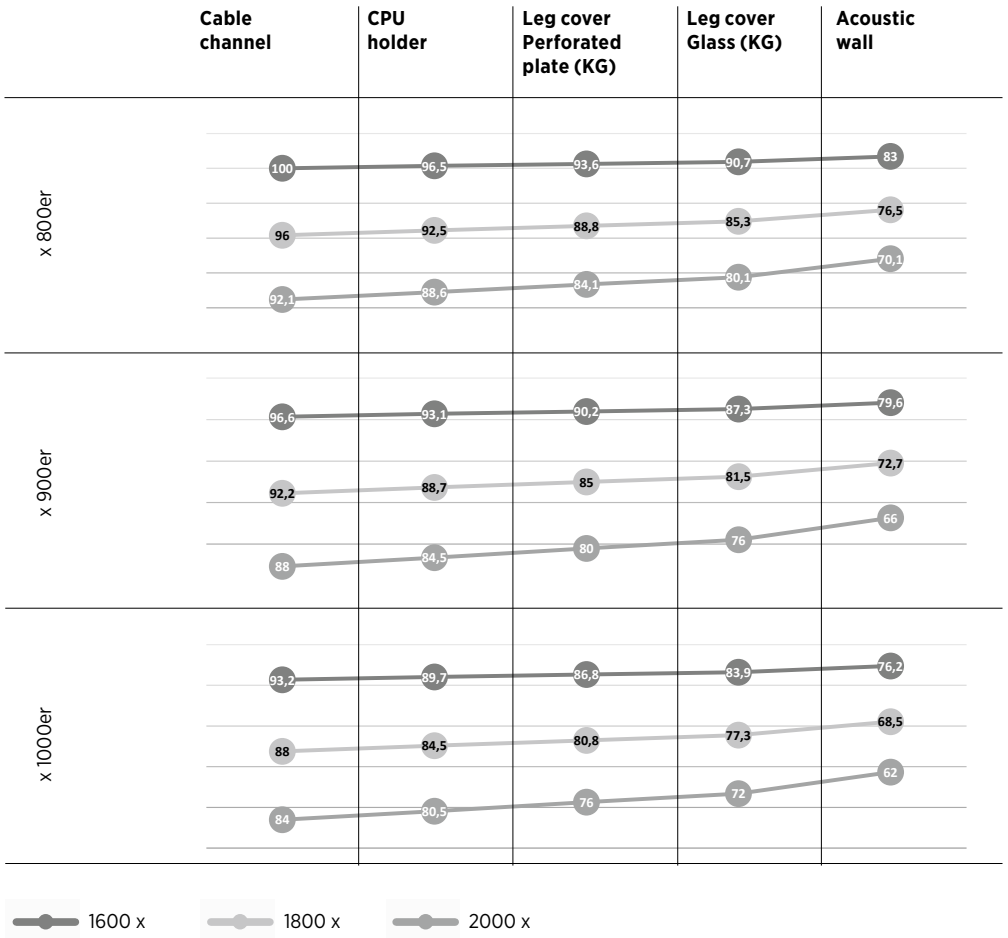 Cable
channel
CPU
holder
Leg cover
Perforated
plate (KG)
Leg cover
Glass (KG)
Acoustic
wall
x 800er
100 96,5 93,6 90,7 83
96 92,5 88,8 85,3 76,5
92,1 88,6 84,1 80,1 70,1
x 900er
96,6 93,1 90,2 87,3 79,6
92,2 88,7 85 81,5 72,7
88 84,5 80 76 66
x 1000er
93,2 89,7 86,8 83,9 76,2
88 84,5 80,8 77,3 68,5
84 80,5 76 72 62
1600 x 1800 x 2000 x